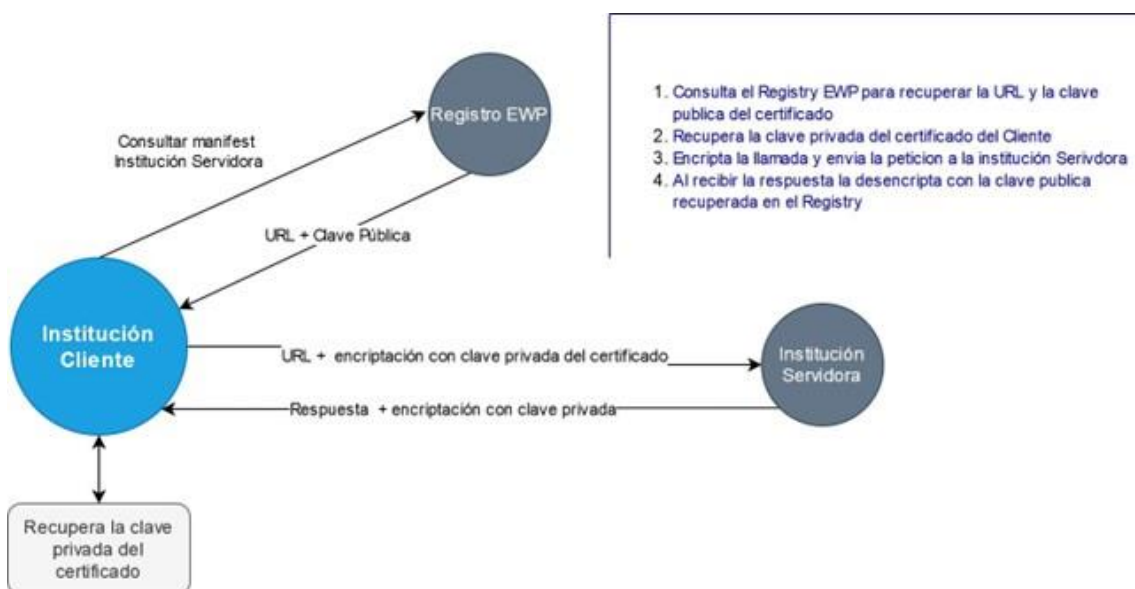 Registro EWP
Consultar manifest
Institución Servidora
URL + Clave Pública
1. Consulta el Registry EWP para recuperar la URL y la clave
publica del certificado
2. Recupera la clave privada del certificado del Cliente
3. Encripta la llamada y envia la peticion a la institución Serivdora
4. Al recibir la respuesta la desencripta con la clave publica
recuperada en el Registry
Institución
Cliente
URL + encriptación con clave privada del certificado
Institución
Servidora
Respuesta + encriptación con clave privada
Recupera la clave
privada del
certificado